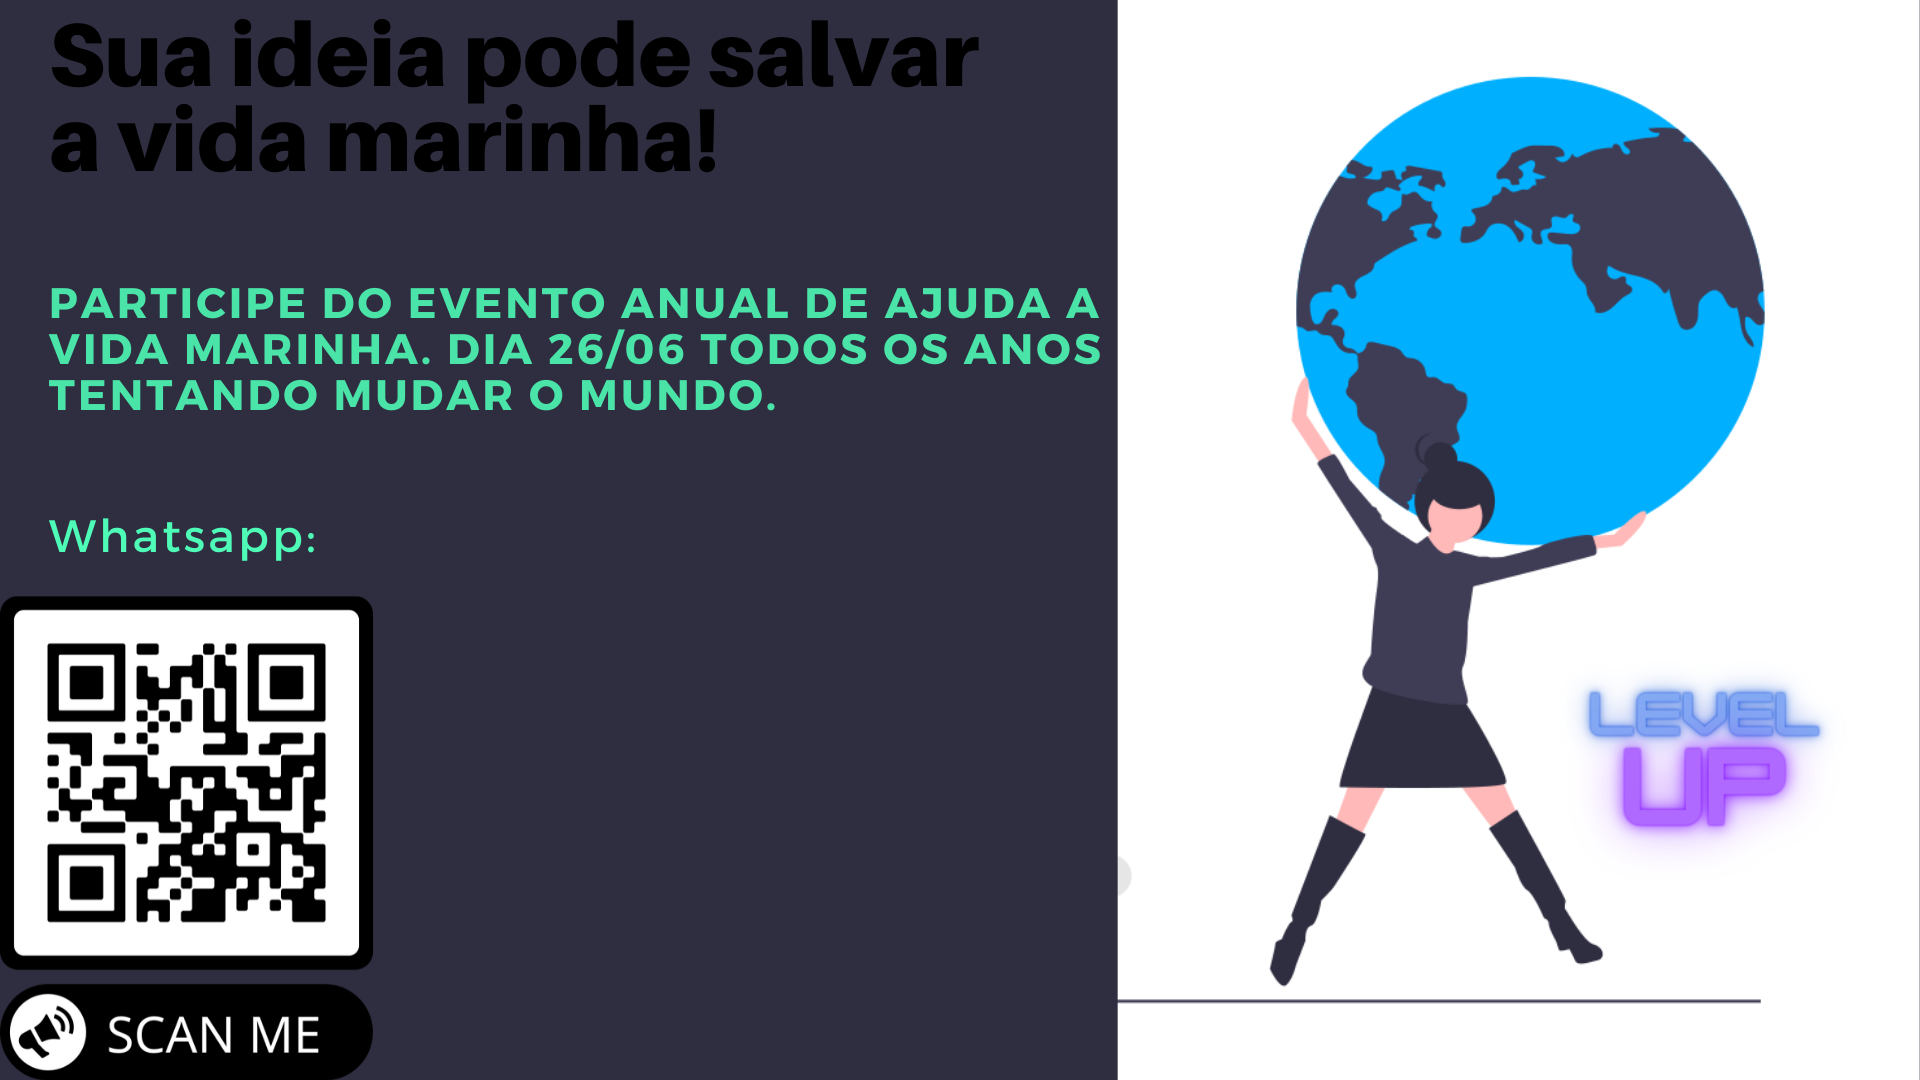 Sua ideia pode salvar
a vida marinha!
PARTICIPE DO EVENTO ANUAL DE AJUDA A
VIDA MARINHA. DIA 26/06 TODOS OS ANOS
TENTANDO MUDAR O MUNDO.
Whatsapp:
SCAN ME
LEVEL
UP